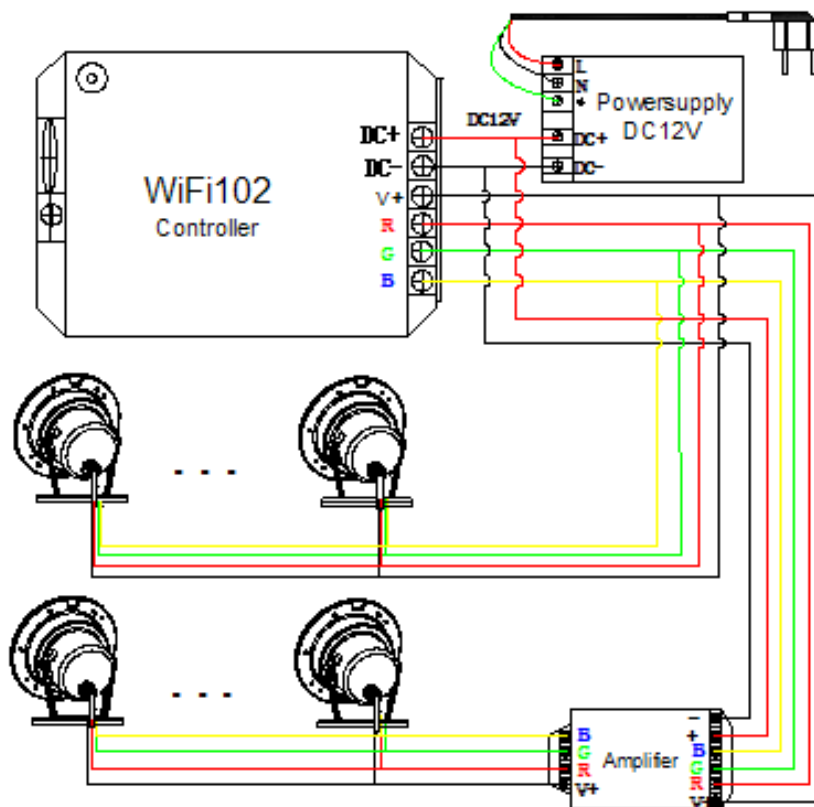 L
N
Powersupply
DC12V
DC+
DC-
DC12V
DC+
DC-
V+
R
G
B
WiFi102
Controller
- - -
- - -
B
G
R
V+
Amplifier
-
+
B
G
R
V+